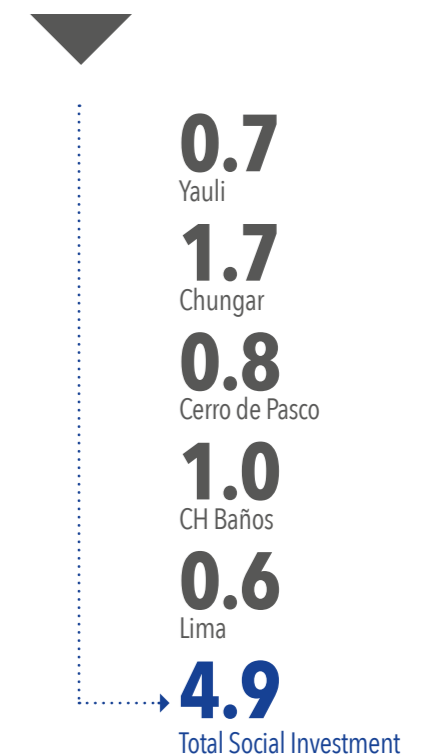 0.7
Yauli
1.7
Chungar
0.8
Cerro de Pasco
1.0
CH Baños
0.6
Lima
4.9
Total Social Investment